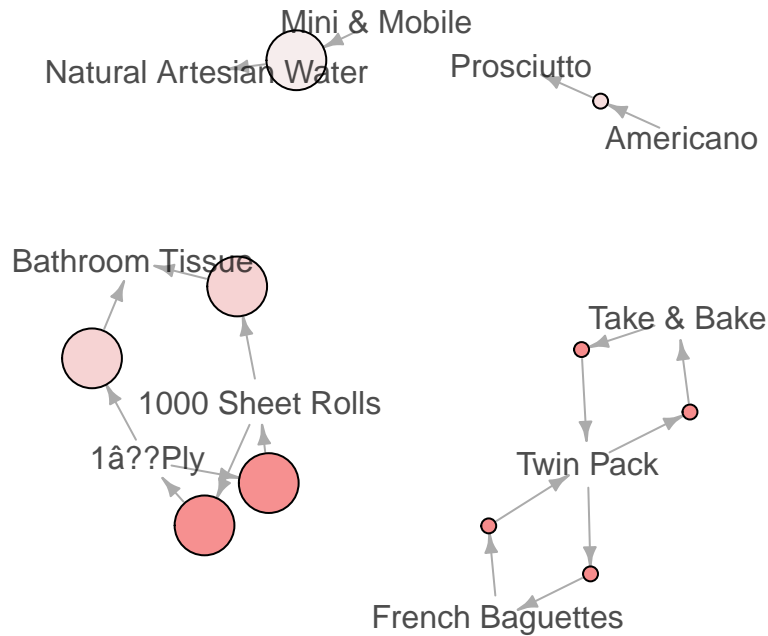 Mini & Mobile
Natural Artesian Water
Prosciutto
Americano
Bathroom Tissue
Take & Bake
1000 Sheet Rolls
1â??Ply
Twin Pack
French Baguettes